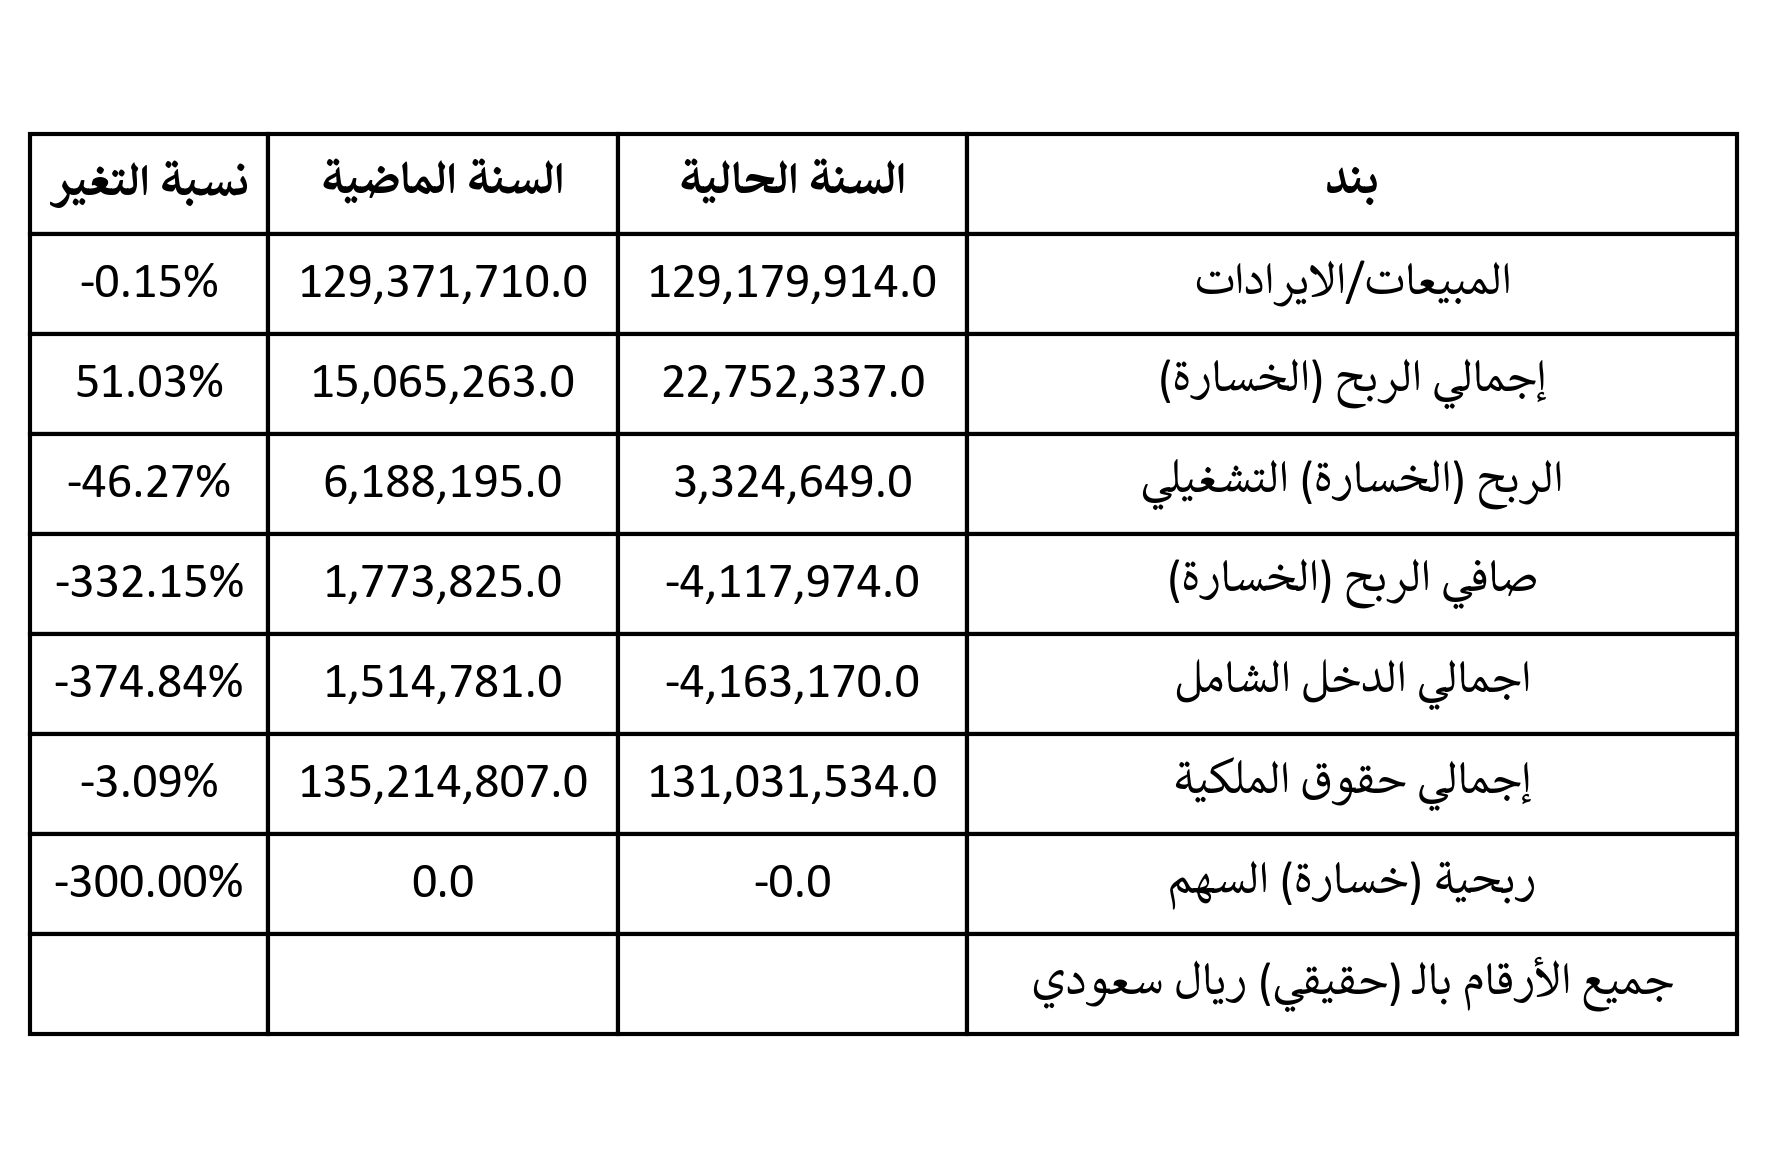 بند السنة الحالية السنة الماضية نسبة التغير
المبيعات/الايرادات 129,179,914.0 129,371,710.0 -0.15%
إجمالي الربح (الخسارة) 22,752,337.0 15,065,263.0 51.03%
الربح (الخسارة) التشغيلي 3,324,649.0 6,188,195.0 -46.27%
صافي الربح (الخسارة) -4,117,974.0 1,773,825.0 -332.15%
اجمالي الدخل الشامل -4,163,170.0 1,514,781.0 -374.84%
إجمالي حقوق الملكية 131,031,534.0 135,214,807.0 -3.09%
ربحية (خسارة) السهم -0.0 0.0 -300.00%
جميع الأرقام بالـ (حقيقي) ريال سعودي